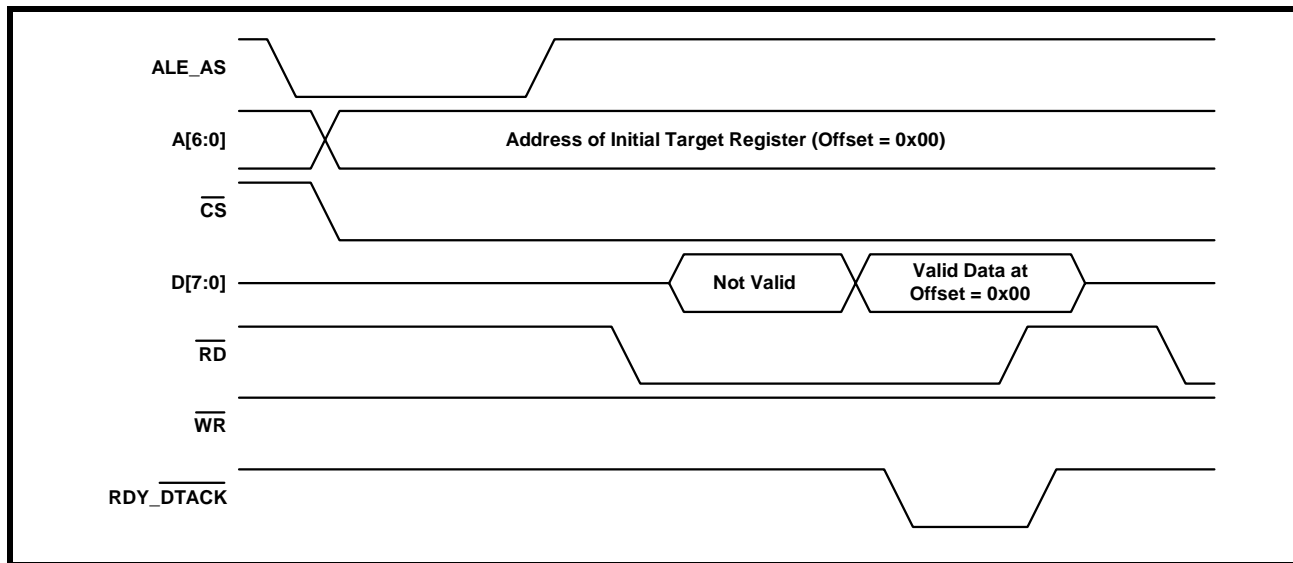 ALE_AS
A[6:0]
Address of Initial Target Register (Offset = 0x00)
CS
D[7:0]
Not Valid
Valid Data at
Offset = 0x00
RD
WR
RDY_DTACK